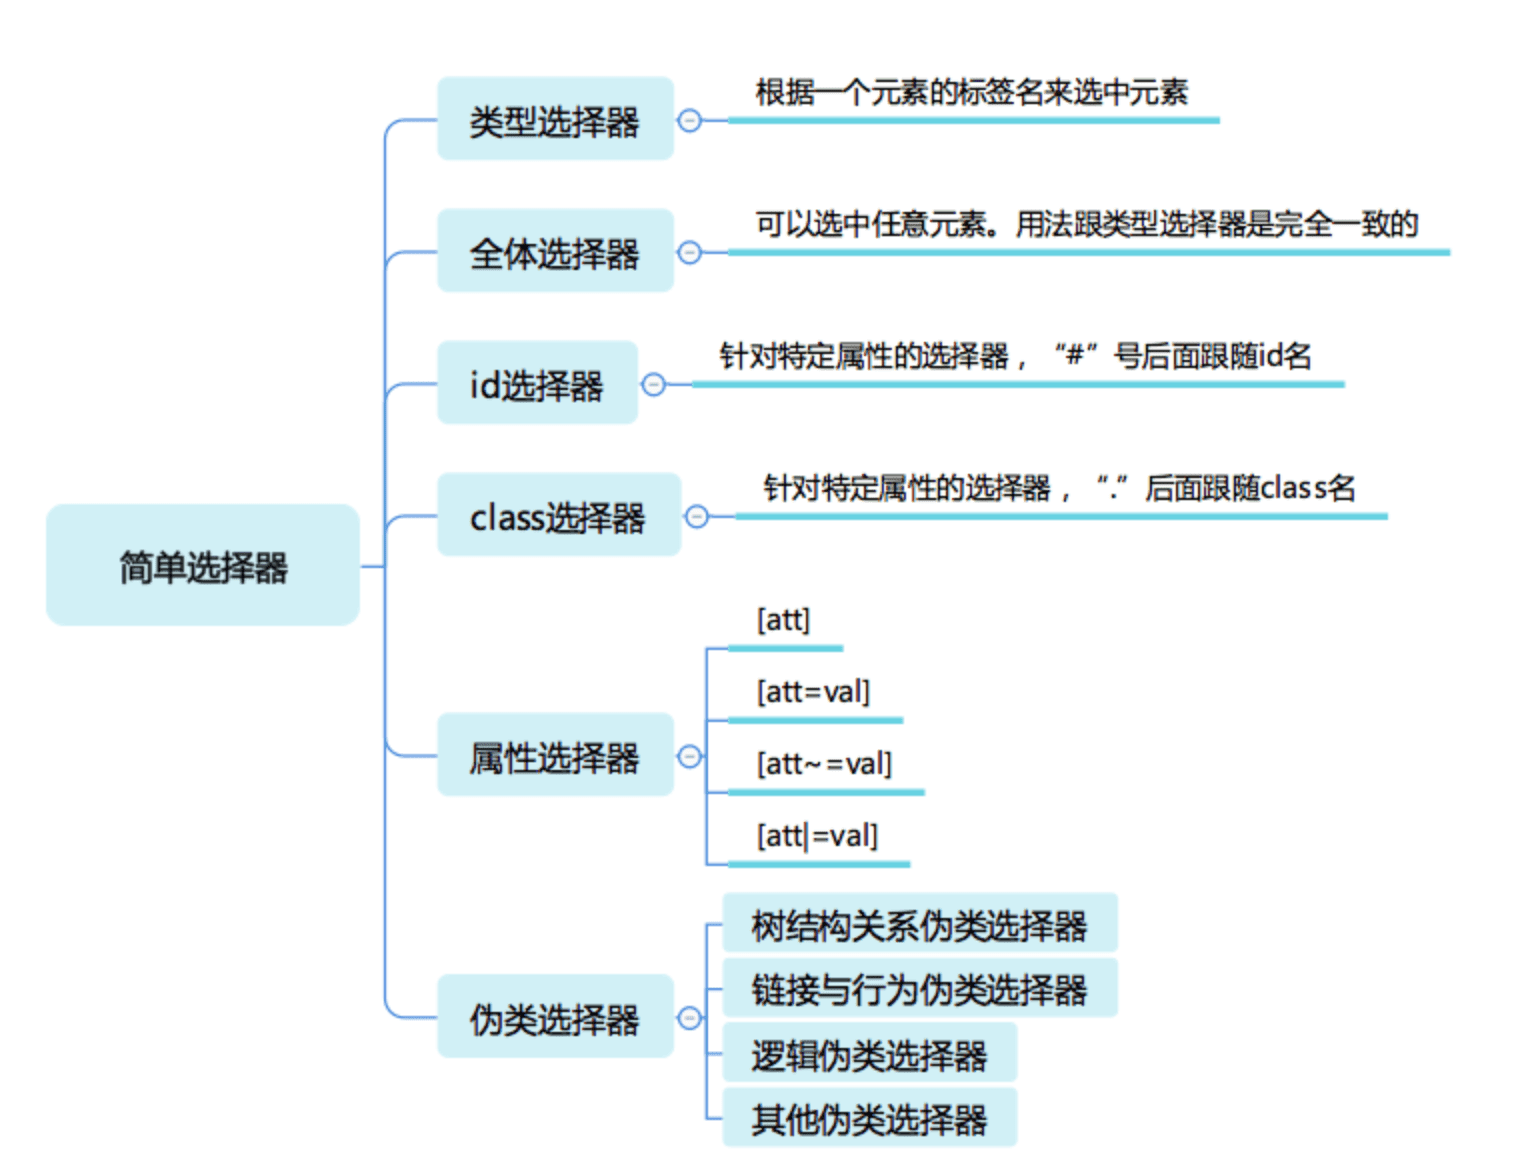 类型选择器
根据一个元素的标签名来选中元素
全体选择器
可以选中任意元素。用法跟类型选择器是完全一致的
id选择器
针对特定属性的选择器，“#”号后面跟随id名
class选择器
针对特定属性的选择器，“.”后面跟随class名
简单选择器
属性选择器
[att]
[att=val]
[att~=val]
[att|=val]
伪类选择器
树结构关系伪类选择器
链接与行为伪类选择器
逻辑伪类选择器
其他伪类选择器